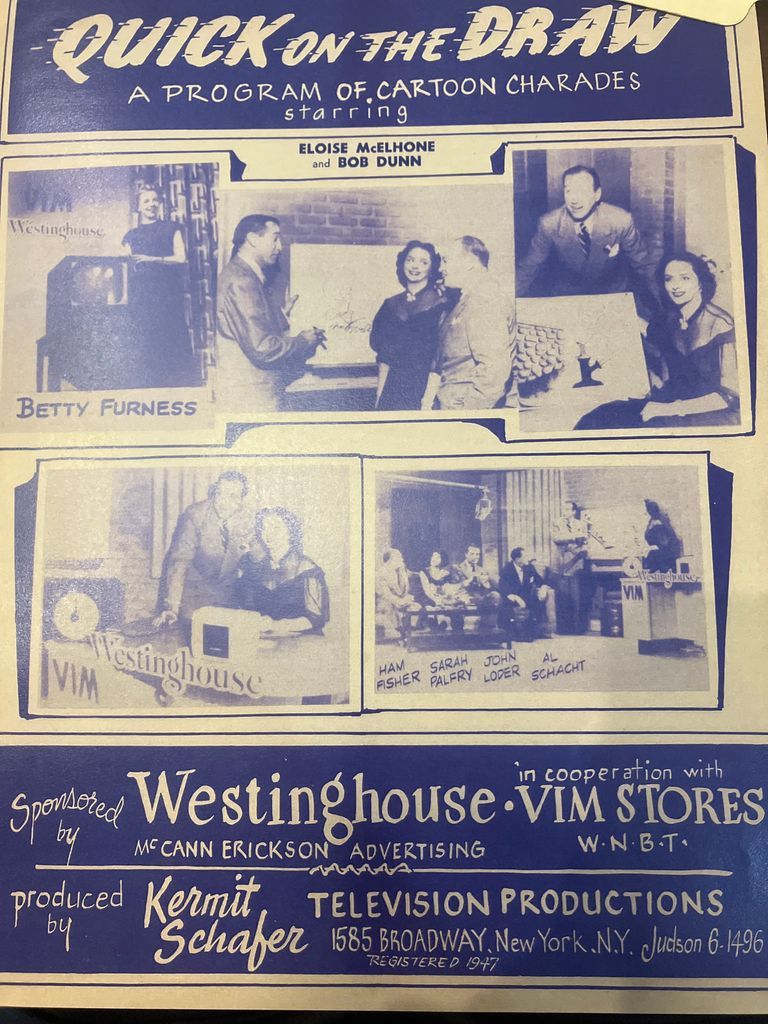 QUICK ON THE DRAW
A PROGRAM OF CARTOON CHARADES
starring
ELOISE McELHONE
and BOB DUNN
VIM
Westinghouse
BETTY FURNESS
Westinghouse
VIM
Westinghouse
VIM
HAM FISHER
SARAH PALFRY
JOHN LODER
AL SCHACHT
Sponsored by
Westinghouse · in cooperation with VIM STORES
McCANN ERICKSON ADVERTISING
W·N·B·T·
produced by
Kermit Schafer
TELEVISION PRODUCTIONS
1585 BROADWAY, New York, N.Y. Judson 6-1496
REGISTERED 1947